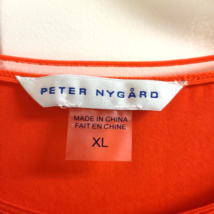 PETER NYGÅRD
MADE IN CHINA
FAIT EN CHINE
XL